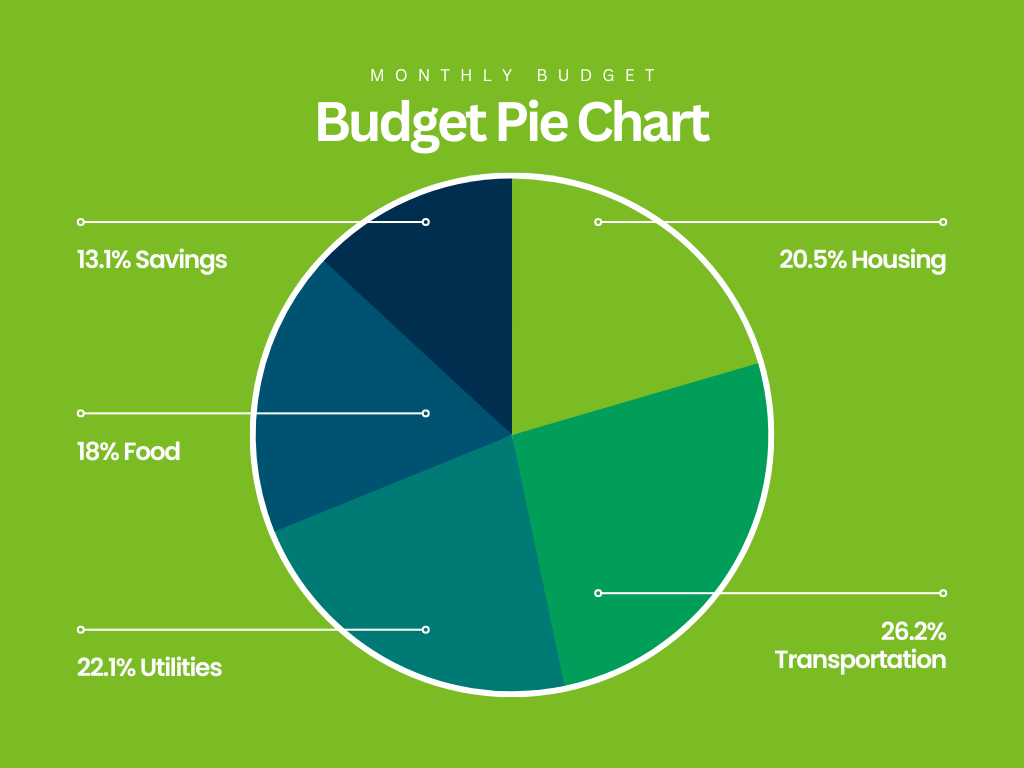 MONTHLY BUDGET
Budget Pie Chart
13.1% Savings
20.5% Housing
18% Food
26.2%
Transportation
22.1% Utilities